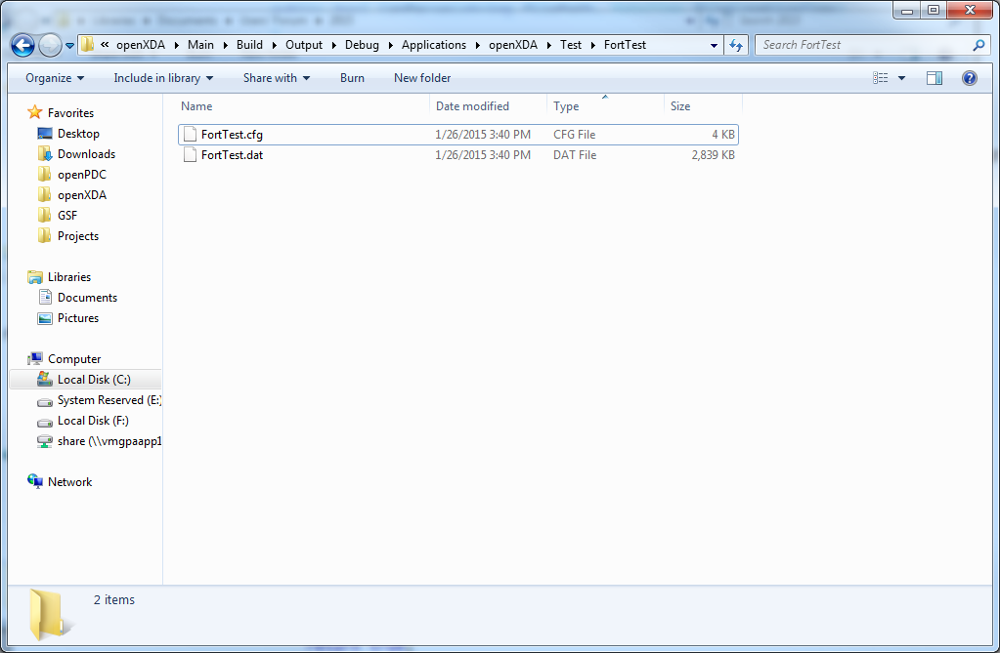 « openXDA ▸ Main ▸ Build ▸ Output ▸ Debug ▸ Applications ▸ openXDA ▸ Test ▸ FortTest
Search FortTest
Organize Include in library Share with Burn New folder
Name Date modified Type Size
FortTest.cfg 1/26/2015 3:40 PM CFG File 4 KB
FortTest.dat 1/26/2015 3:40 PM DAT File 2,839 KB
Favorites
Desktop
Downloads
openPDC
openXDA
GSF
Projects
Libraries
Documents
Pictures
Computer
Local Disk (C:)
System Reserved (E:)
Local Disk (F:)
share (\\vmgpaapp1
Network
2 items